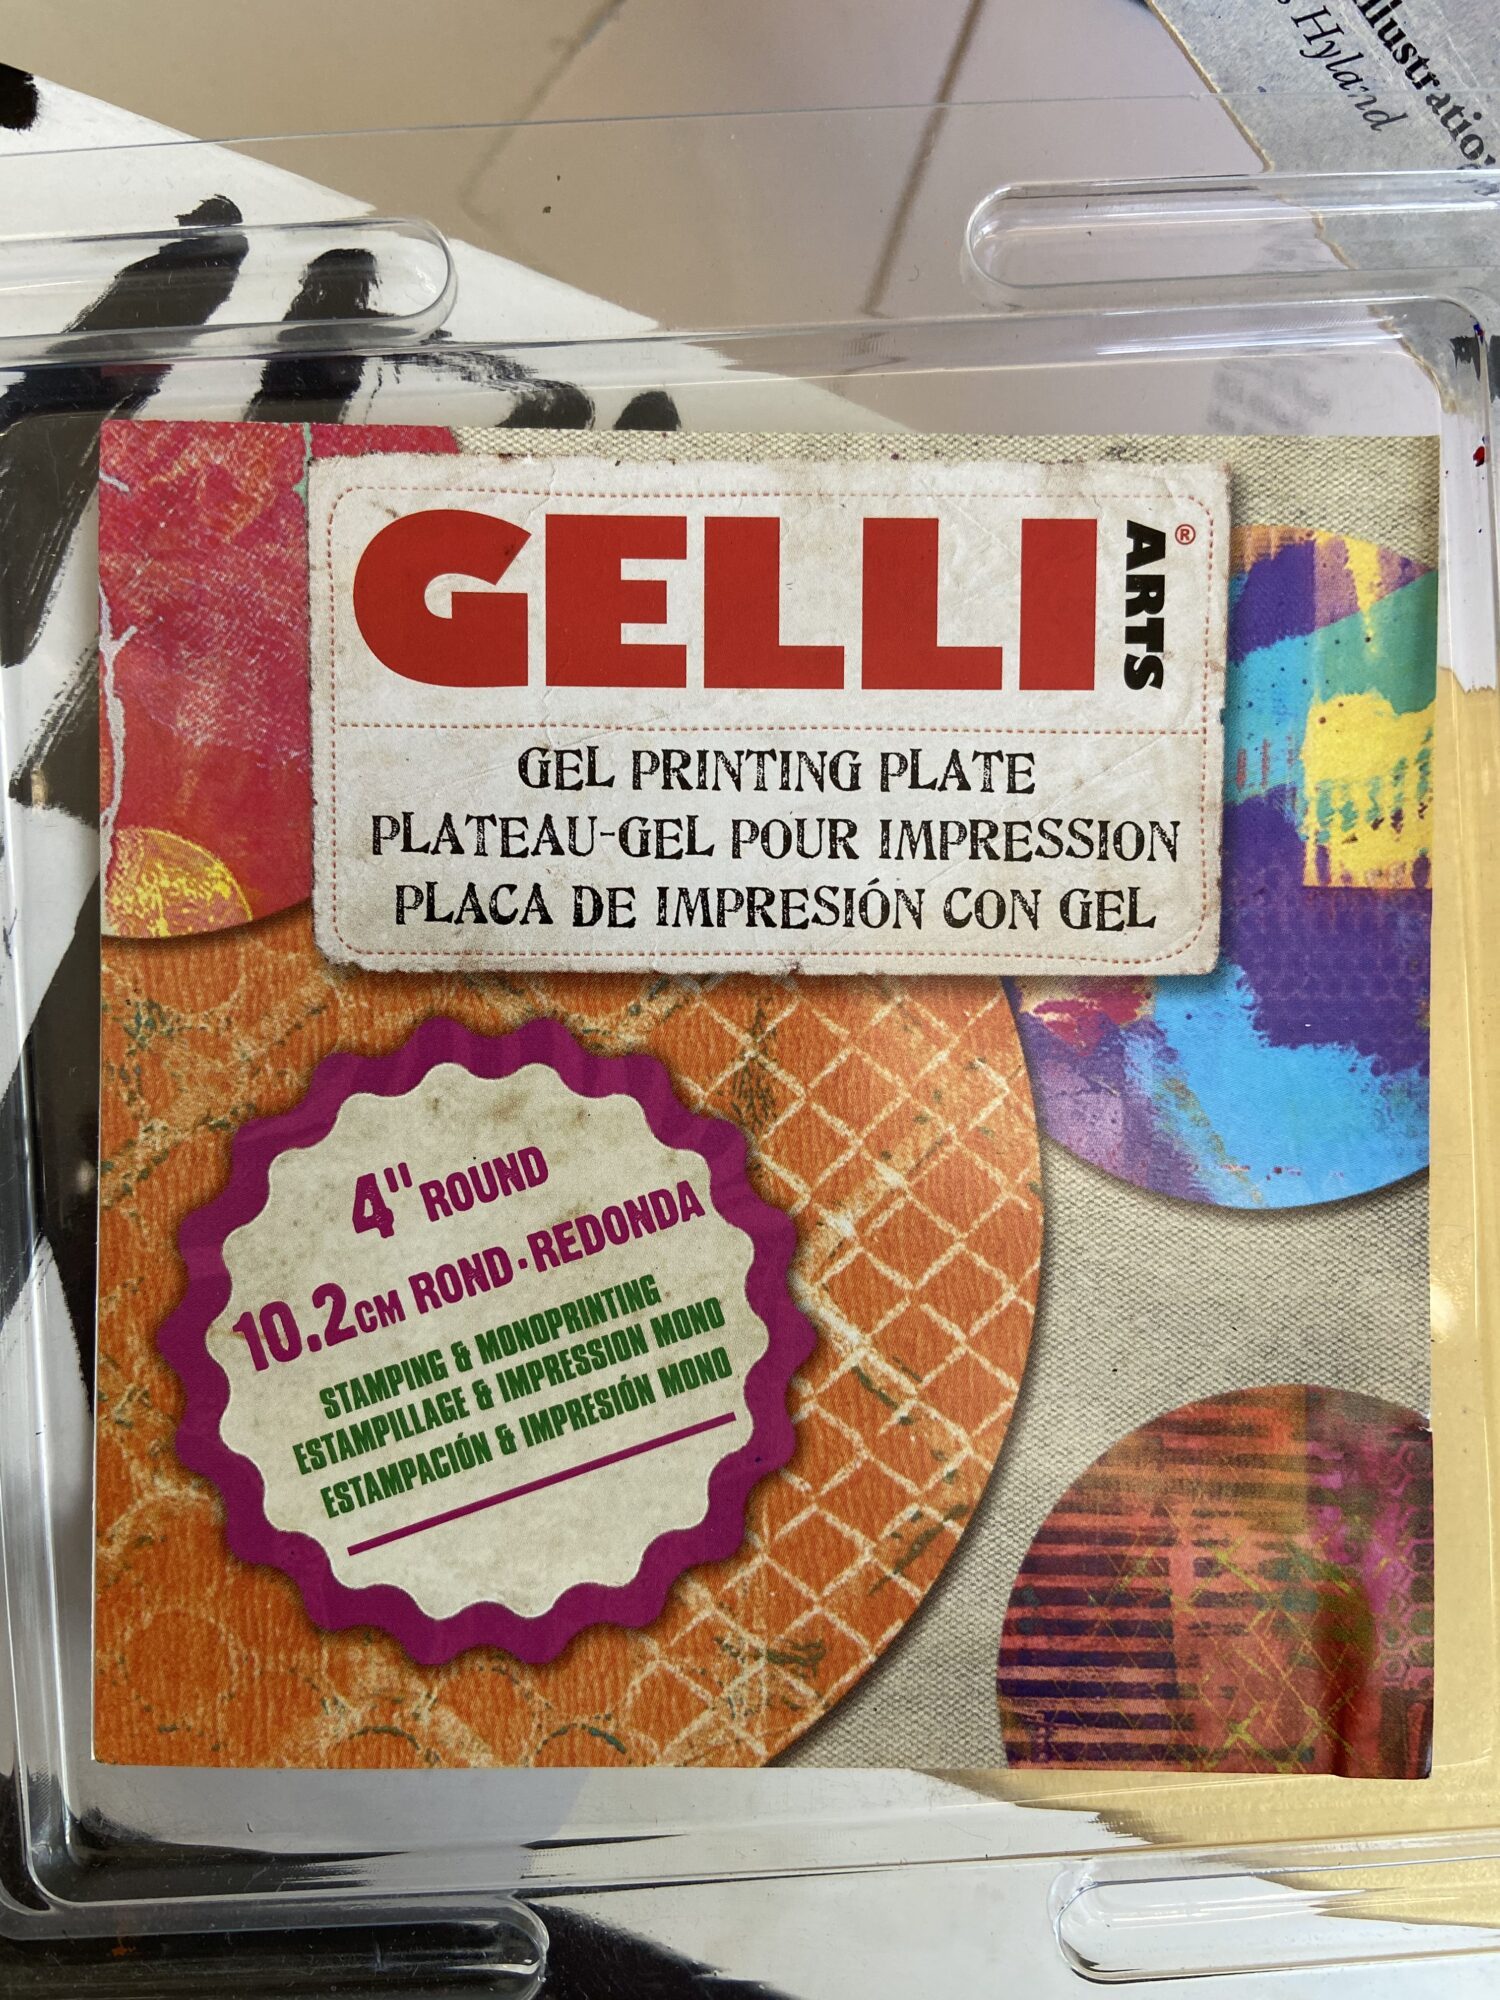 llustration
Hyland
GELLI ARTS®
GEL PRINTING PLATE
PLATEAU-GEL POUR IMPRESSION
PLACA DE IMPRESIÓN CON GEL
4" ROUND
10.2CM ROND·REDONDA
STAMPING & MONOPRINTING
ESTAMPILLAGE & IMPRESSION MONO
ESTAMPACIÓN & IMPRESIÓN MONO